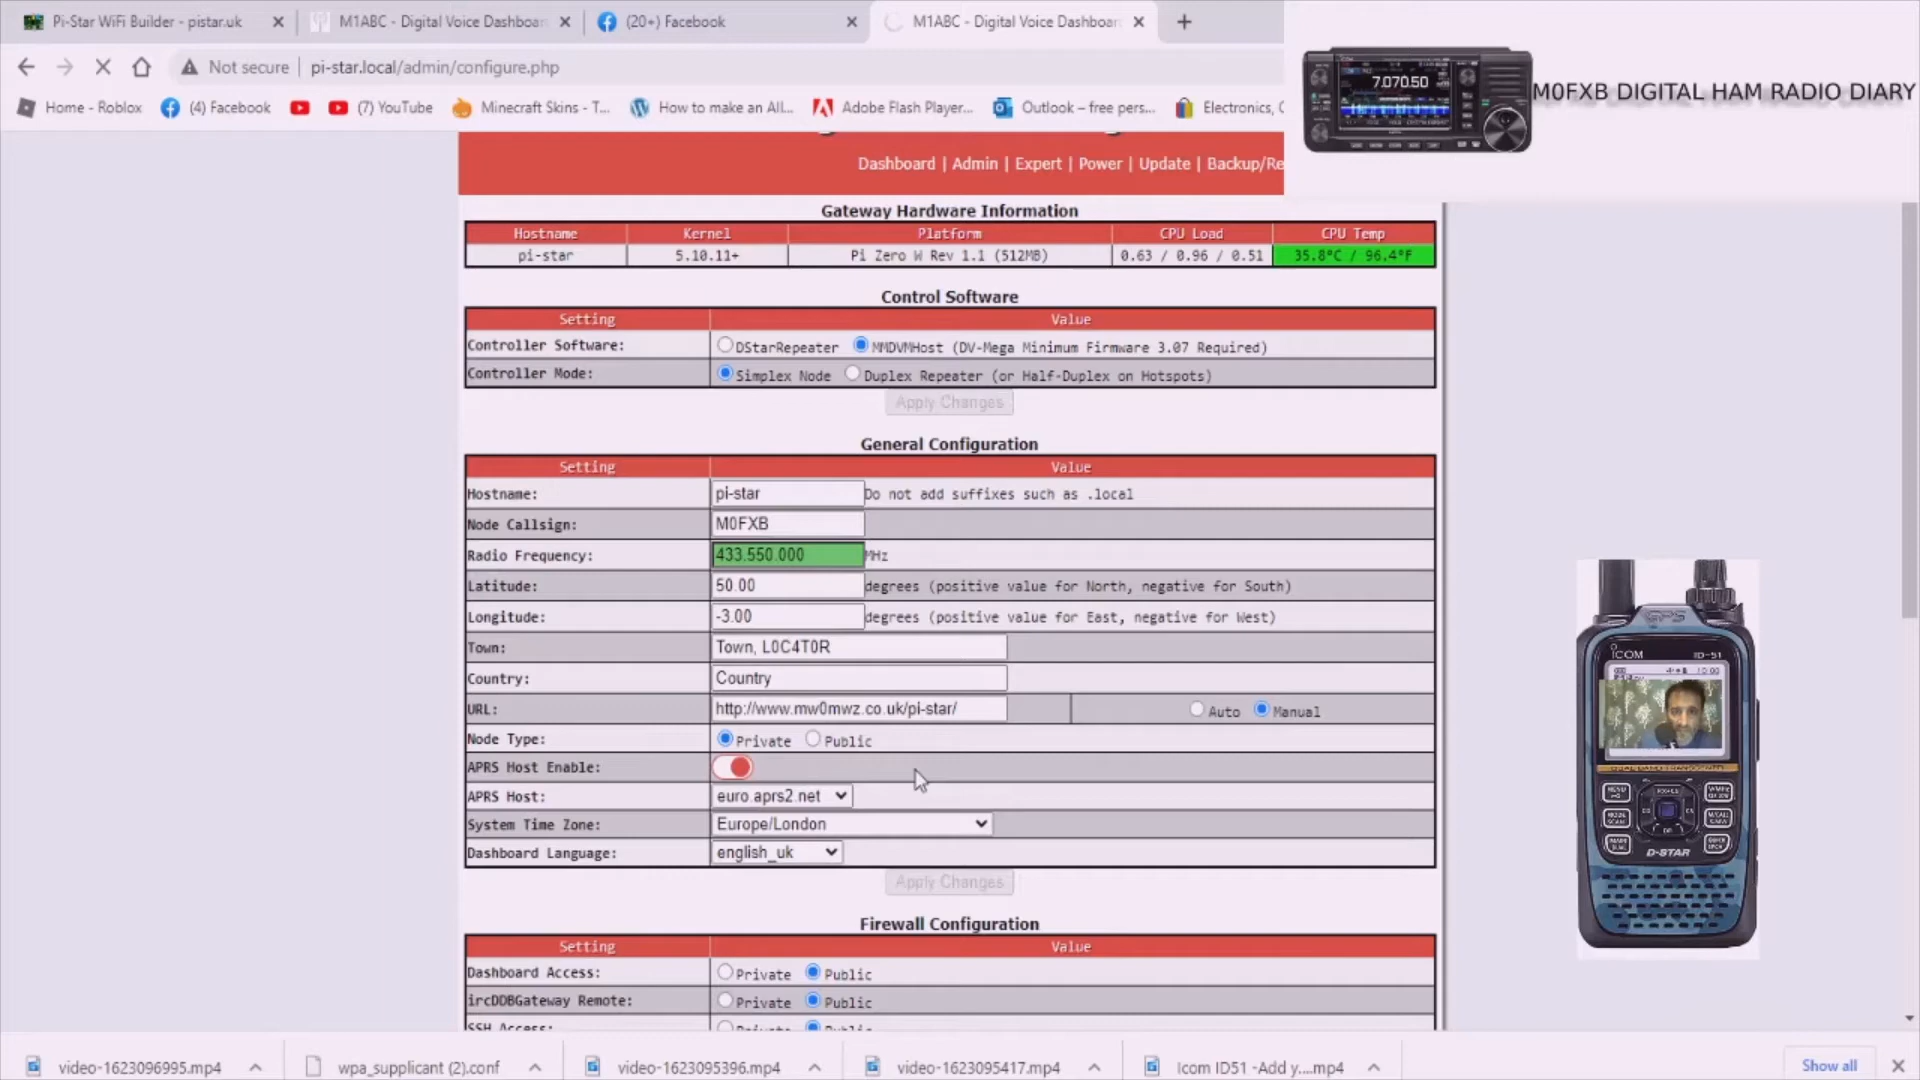 Pi-Star WiFi Builder - pistar.uk
M1ABC - Digital Voice Dashboar
(20+) Facebook
M1ABC - Digital Voice Dashboar
Not secure
pi-star.local/admin/configure.php
Home - Roblox
(4) Facebook
(7) YouTube
Minecraft Skins - T...
How to make an All...
Adobe Flash Player...
Outlook – free pers...
Electronics, C
7.070.50
M0FXB DIGITAL HAM RADIO DIARY
Dashboard | Admin | Expert | Power | Update | Backup/Re
Gateway Hardware Information
Hostname Kernel Platform CPU Load CPU Temp
pi-star 5.10.11+ Pi Zero W Rev 1.1 (512MB) 0.63 / 0.96 / 0.51 35.8°C / 96.4°F
Control Software
Setting Value
Controller Software: DStarRepeater MMDVMHost (DV-Mega Minimum Firmware 3.07 Required)
Controller Mode: Simplex Node Duplex Repeater (or Half-Duplex on Hotspots)
Apply Changes
General Configuration
Setting Value
Hostname: pi-star Do not add suffixes such as .local
Node Callsign: M0FXB
Radio Frequency: 433.550.000 MHz
Latitude: 50.00 degrees (positive value for North, negative for South)
Longitude: -3.00 degrees (positive value for East, negative for West)
Town: Town, L0C4T0R
Country: Country
URL: http://www.mw0mwz.co.uk/pi-star/ Auto Manual
Node Type: Private Public
APRS Host Enable:
APRS Host: euro.aprs2.net
System Time Zone: Europe/London
Dashboard Language: english_uk
Apply Changes
Firewall Configuration
Setting Value
Dashboard Access: Private Public
ircDDBGateway Remote: Private Public
SSH Access: Private Public
GPS
ICOM ID-51
10:00
DUAL BAND TRANSCEIVER
D-STAR
video-1623096995.mp4
wpa_supplicant (2).conf
video-1623095396.mp4
video-1623095417.mp4
Icom ID51 -Add y....mp4
Show all